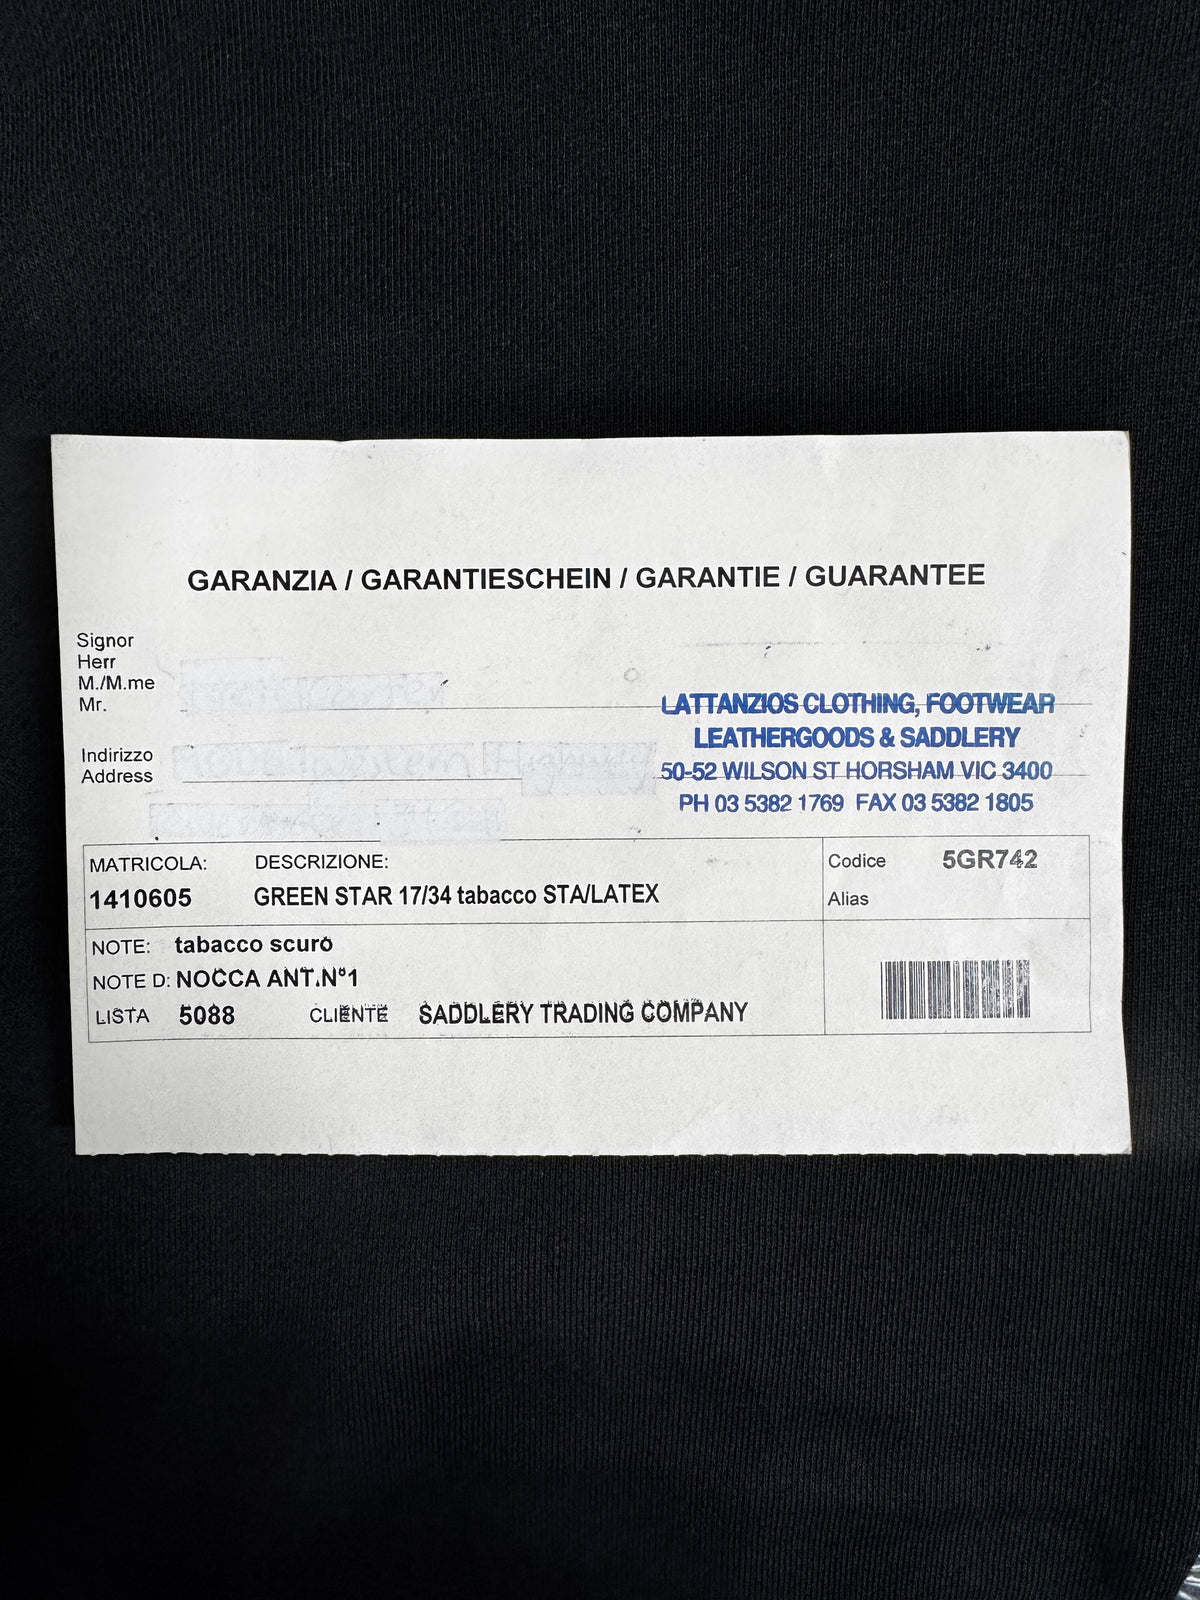 GARANZIA / GARANTIESCHEIN / GARANTIE / GUARANTEE
Signor
Herr
M./M.me
Mr.
LATTANZIOS CLOTHING, FOOTWEAR
LEATHERGOODS & SADDLERY
50-52 WILSON ST HORSHAM VIC 3400
PH 03 5382 1769 FAX 03 5382 1805
Indirizzo
Address
MATRICOLA: DESCRIZIONE:
1410605 GREEN STAR 17/34 tabacco STA/LATEX
Codice 5GR742
Alias
NOTE: tabacco scuro
NOTE D: NOCCA ANT.N°1
LISTA 5088 CLIENTE SADDLERY TRADING COMPANY